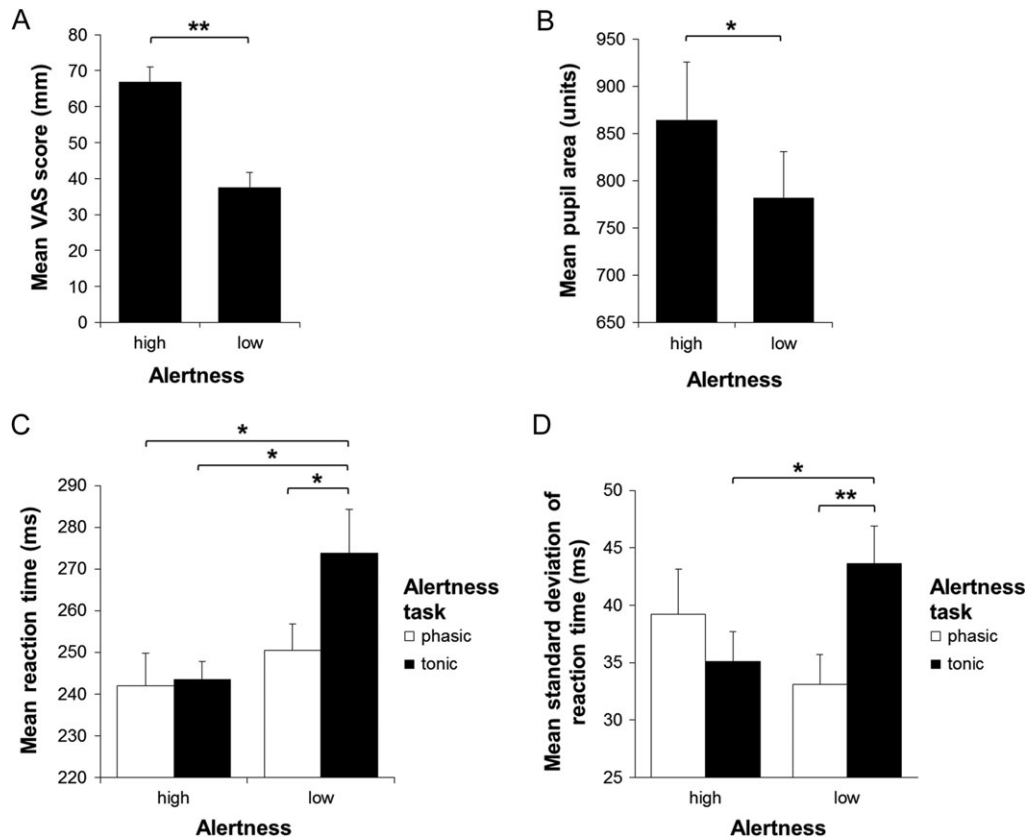 A
**
Mean VAS score (mm)
80
70
60
50
40
30
20
10
0
high low
Alertness
B
*
Mean pupil area (units)
950
900
850
800
750
700
650
high low
Alertness
C
*
*
*
Mean reaction time (ms)
290
280
270
260
250
240
230
220
high low
Alertness
Alertness
task
phasic
tonic
D
*
**
Mean standard deviation of
reaction time (ms)
50
45
40
35
30
25
high low
Alertness
Alertness
task
phasic
tonic